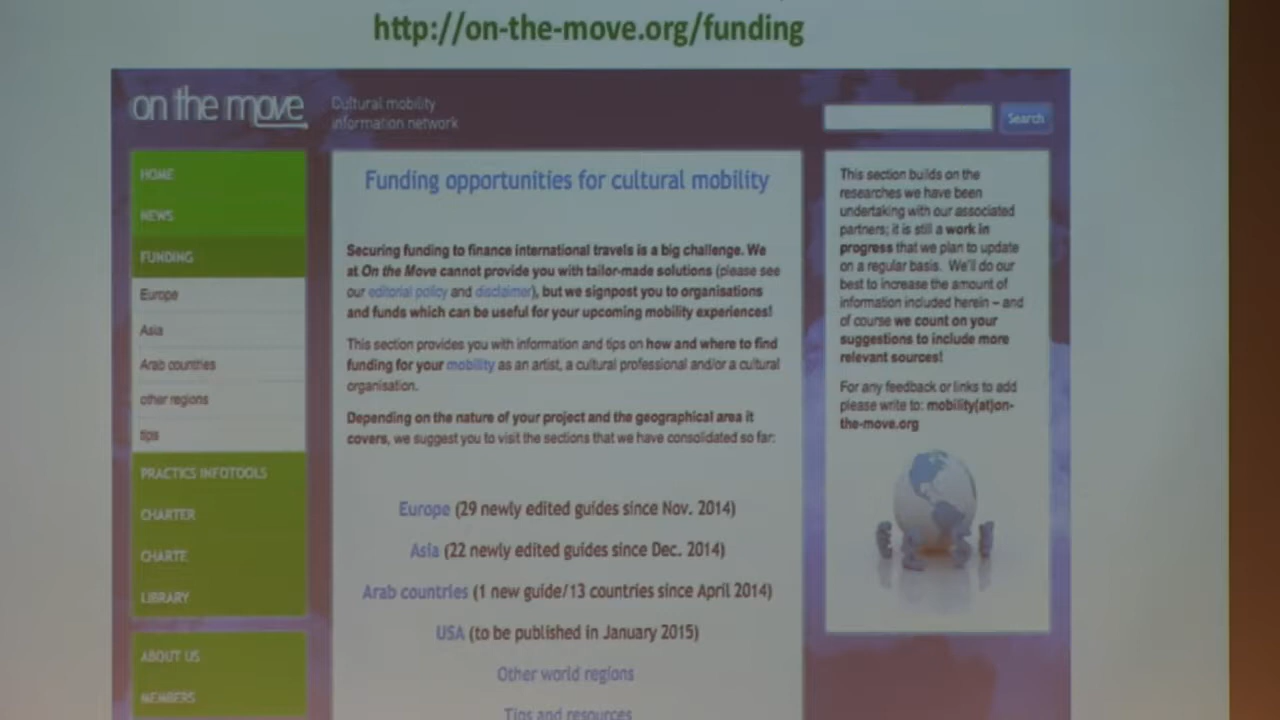 http://on-the-move.org/funding
on the move
Cultural mobility
information network
Search
HOME
NEWS
FUNDING
Europe
Asia
Arab countries
other regions
tips
PRACTICS INFOTOOLS
CHARTER
CHARTE
LIBRARY
ABOUT US
MEMBERS
Funding opportunities for cultural mobility
Securing funding to finance international travels is a big challenge. We
at On the Move cannot provide you with tailor-made solutions (please see
our editorial policy and disclaimer), but we signpost you to organisations
and funds which can be useful for your upcoming mobility experiences!
This section provides you with information and tips on how and where to find
funding for your mobility as an artist, a cultural professional and/or a cultural
organisation.
Depending on the nature of your project and the geographical area it
covers, we suggest you to visit the sections that we have consolidated so far:
Europe (29 newly edited guides since Nov. 2014)
Asia (22 newly edited guides since Dec. 2014)
Arab countries (1 new guide/13 countries since April 2014)
USA (to be published in January 2015)
Other world regions
Tips and resources
This section builds on the
researches we have been
undertaking with our associated
partners; it is still a work in
progress that we plan to update
on a regular basis. We'll do our
best to increase the amount of
information included herein – and
of course we count on your
suggestions to include more
relevant sources!
For any feedback or links to add
please write to: mobility(at)on-
the-move.org